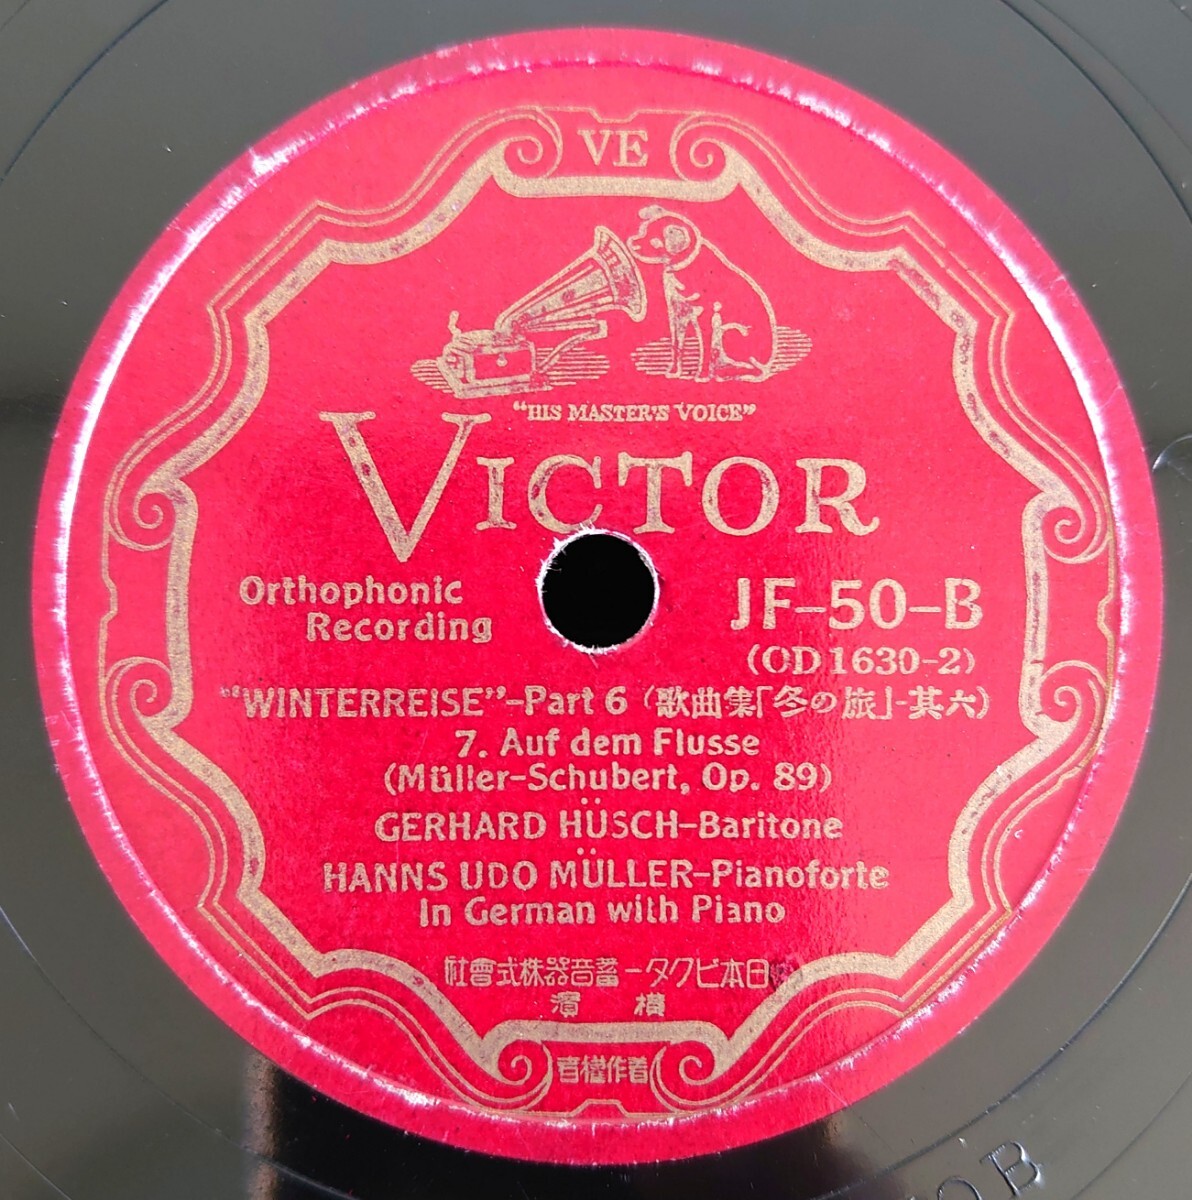 VE
"HIS MASTER'S VOICE"
VICTOR
Orthophonic
Recording
JF-50-B
(OD1630-2)
"WINTERREISE"-Part 6 (歌曲集「冬の旅」-其六)
7. Auf dem Flusse
(Müller-Schubert, Op. 89)
GERHARD HÜSCH-Baritone
HANNS UDO MÜLLER-Pianoforte
In German with Piano
社會式株器音蓄ータクビ本日
濱 横
者權作著
0B